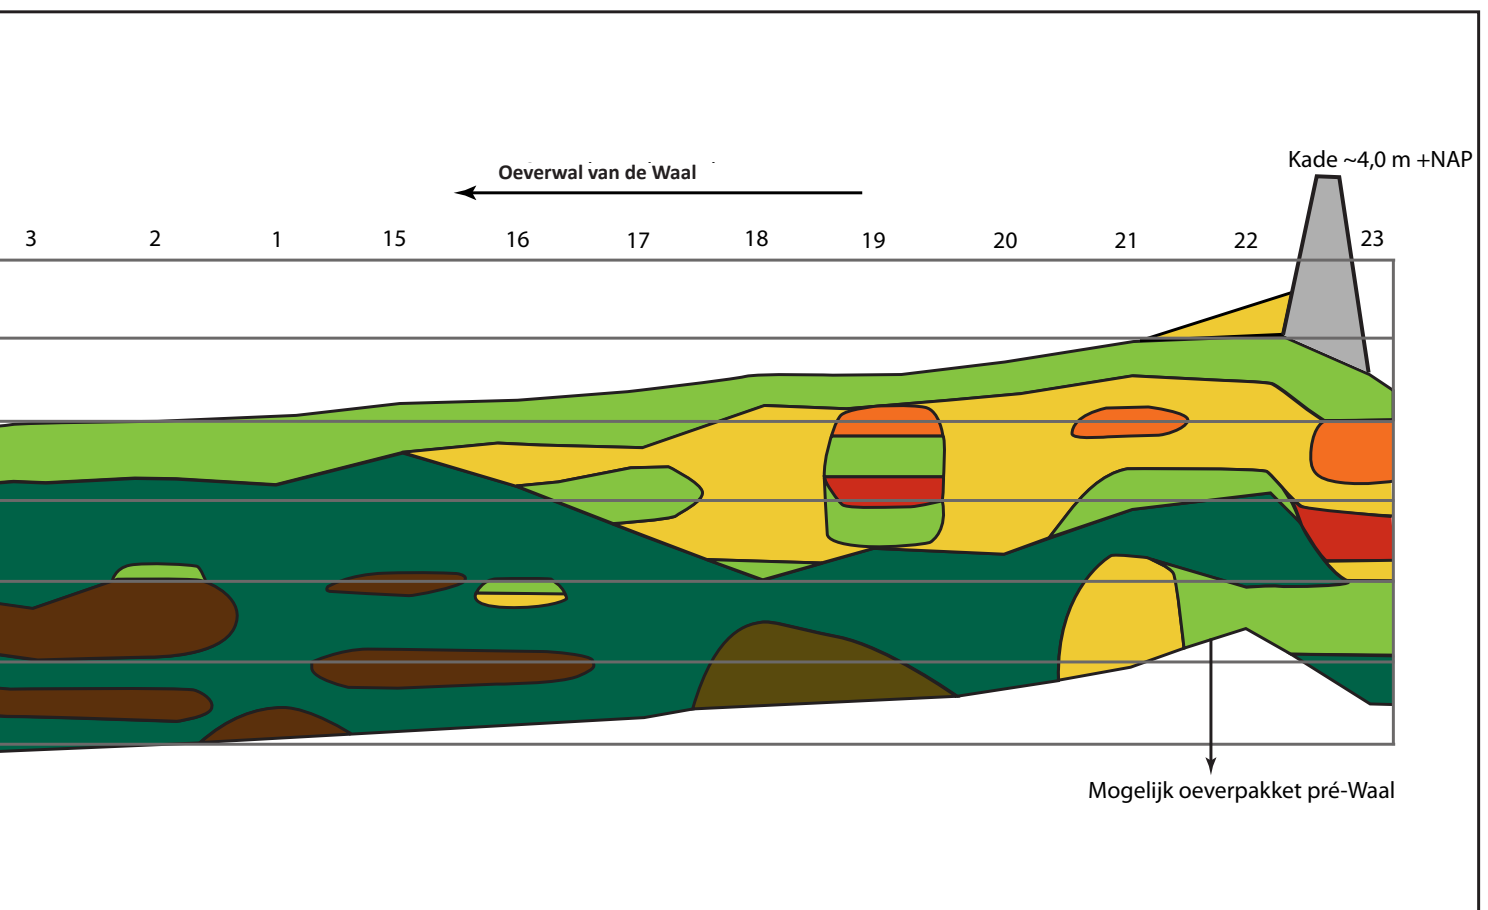 Kade ~4,0 m +NAP
Oeverwal van de Waal
3 2 1 15 16 17 18 19 20 21 22 23
Mogelijk oeverpakket pré-Waal